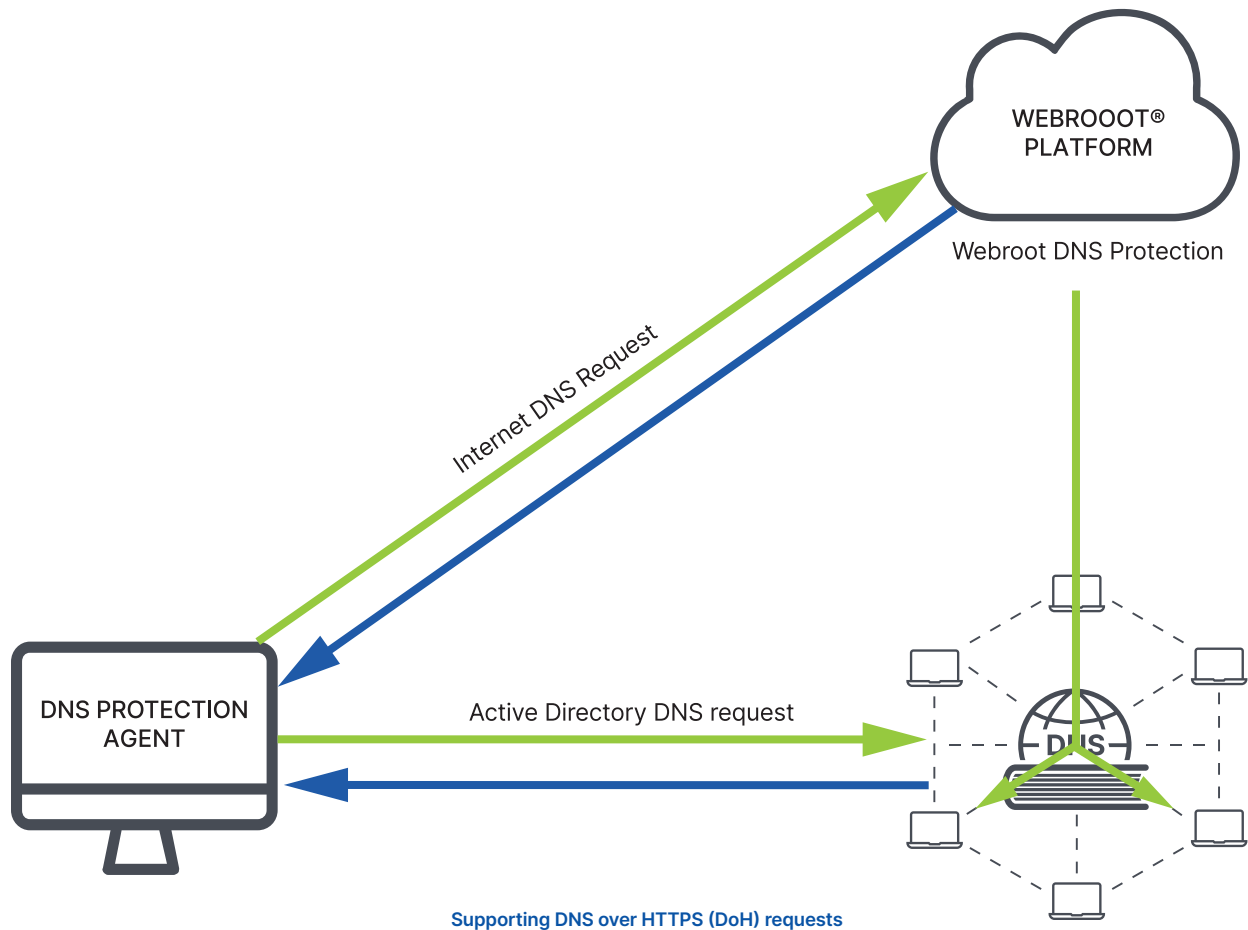 WEBROOOT®
PLATFORM
Webroot DNS Protection
Internet DNS Request
DNS PROTECTION
AGENT
Active Directory DNS request
DNS
Supporting DNS over HTTPS (DoH) requests